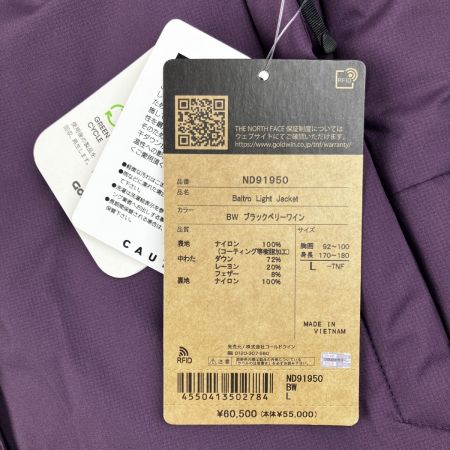 RFID
THE NORTH FACE 保証制度については
ウェブサイトにてご確認いただけます。
https://www.goldwin.co.jp/tnf/warranty/
品番 ND91950
品名 Baltro Light Jacket
カラー BW ブラックベリーワイン
品質 サイズ
表地 ナイロン 100%
(コーティング等樹脂加工)
中わた ダウン 72%
レーヨン 20%
フェザー 8%
裏地 ナイロン 100%
胸囲 92~100
身長 170~180
L -TNF
MADE IN
VIETNAM
発売元/株式会社ゴールドウイン
0120-307-560
RFID
ND91950
BW
L
4550413502784
¥60,500(本体¥55,000)
GREEN
CYCLE
CAU